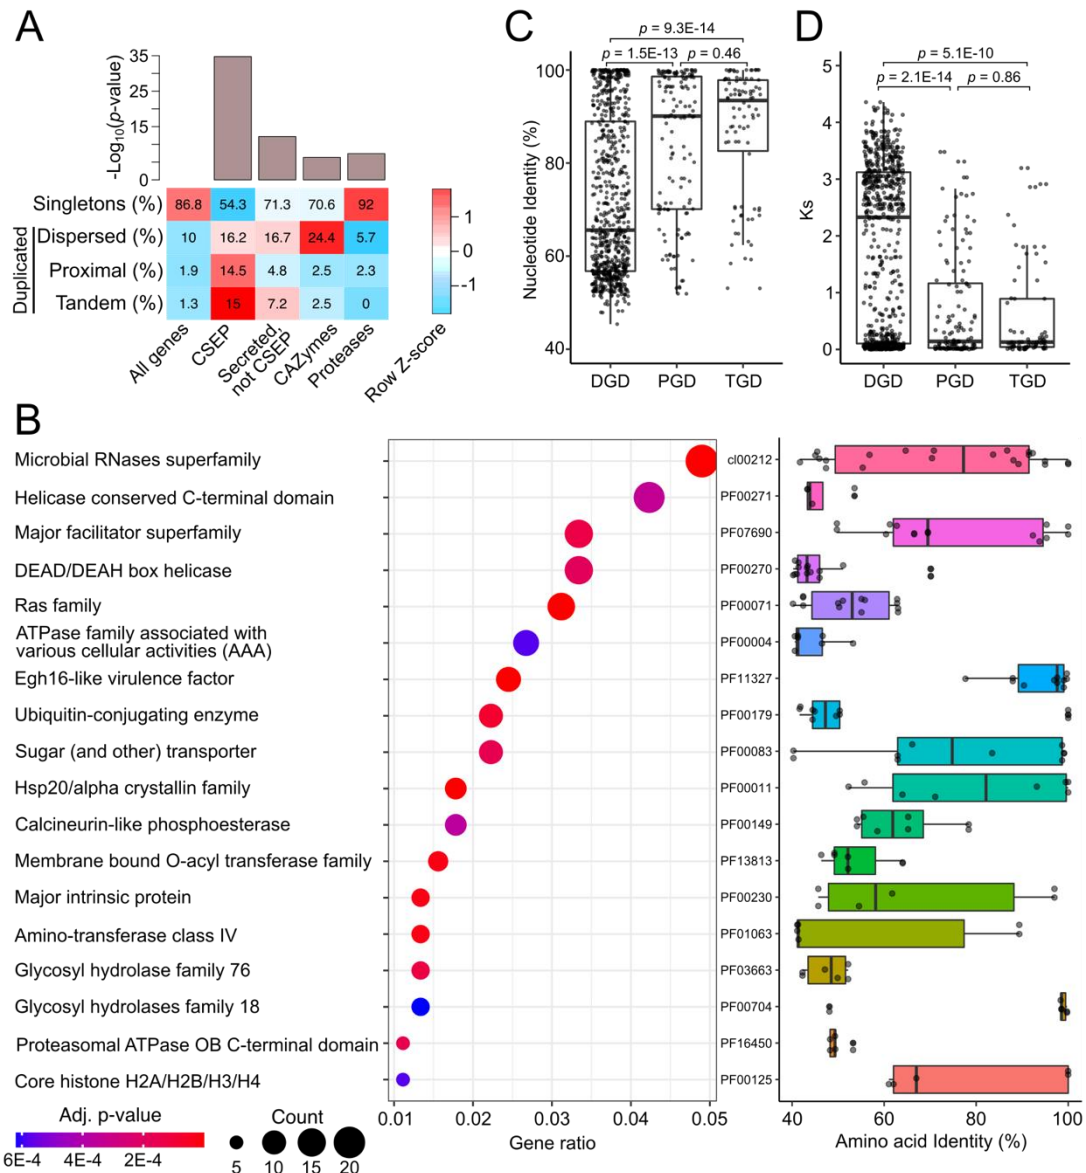 A
-Log10(p-value)
35
15
0
Singletons (%) 86.8 54.3 71.3 70.6 92
Duplicated
Dispersed (%) 10 16.2 16.7 24.4 5.7
Proximal (%) 1.9 14.5 4.8 2.5 2.3
Tandem (%) 1.3 15 7.2 2.5 0
All genes
CSEP
Secreted,
not CSEP
CAZymes
Proteases
Row Z-score
1
0
-1
C
p = 9.3E-14
p = 1.5E-13 p = 0.46
Nucleotide Identity (%)
100
80
60
40
DGD PGD TGD
D
p = 5.1E-10
p = 2.1E-14 p = 0.86
Ks
5
4
3
2
1
0
DGD PGD TGD
B
Microbial RNases superfamily cl00212
Helicase conserved C-terminal domain PF00271
Major facilitator superfamily PF07690
DEAD/DEAH box helicase PF00270
Ras family PF00071
ATPase family associated with
various cellular activities (AAA) PF00004
Egh16-like virulence factor PF11327
Ubiquitin-conjugating enzyme PF00179
Sugar (and other) transporter PF00083
Hsp20/alpha crystallin family PF00011
Calcineurin-like phosphoesterase PF00149
Membrane bound O-acyl transferase family PF13813
Major intrinsic protein PF00230
Amino-transferase class IV PF01063
Glycosyl hydrolase family 76 PF03663
Glycosyl hydrolases family 18 PF00704
Proteasomal ATPase OB C-terminal domain PF16450
Core histone H2A/H2B/H3/H4 PF00125
Adj. p-value
6E-4 4E-4 2E-4
Count
5 10 15 20
0.01 0.02 0.03 0.04 0.05
Gene ratio
40 60 80 100
Amino acid Identity (%)